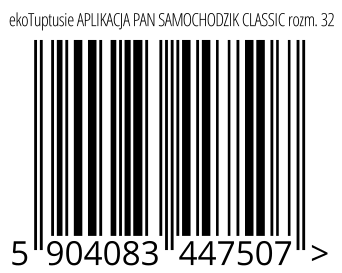 ekoTuptusie APLIKACJA PAN SAMOCHODZIK CLASSIC rozm. 32
5 904083 447507 >